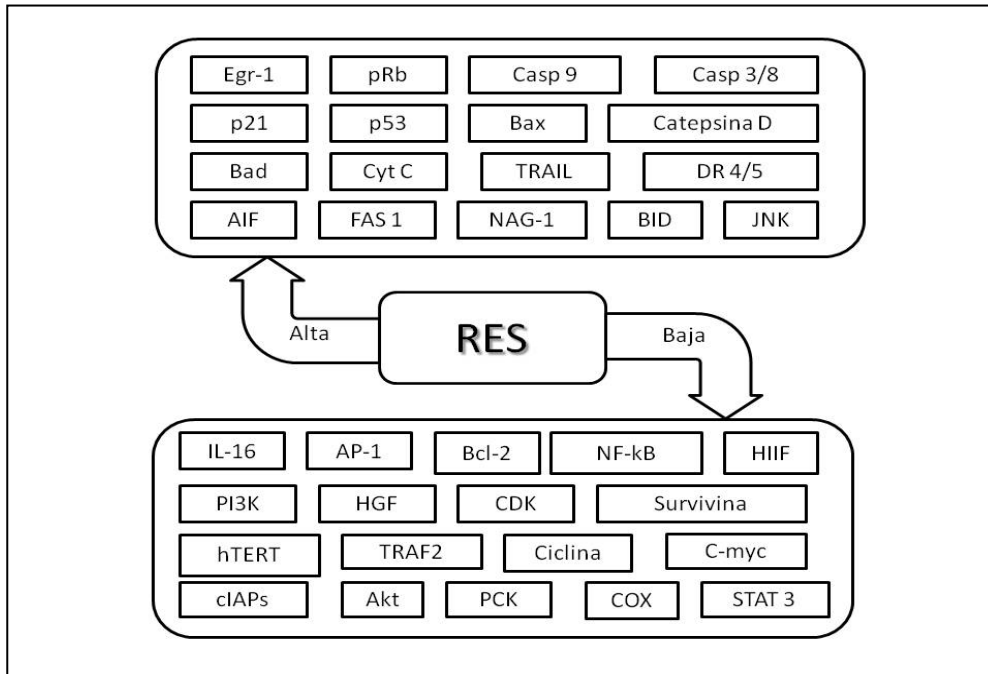 Egr-1 pRb Casp 9 Casp 3/8
p21 p53 Bax Catepsina D
Bad Cyt C TRAIL DR 4/5
AIF FAS 1 NAG-1 BID JNK
Alta RES Baja
IL-16 AP-1 Bcl-2 NF-kB HIIF
PI3K HGF CDK Survivina
hTERT TRAF2 Ciclina C-myc
cIAPs Akt PCK COX STAT 3